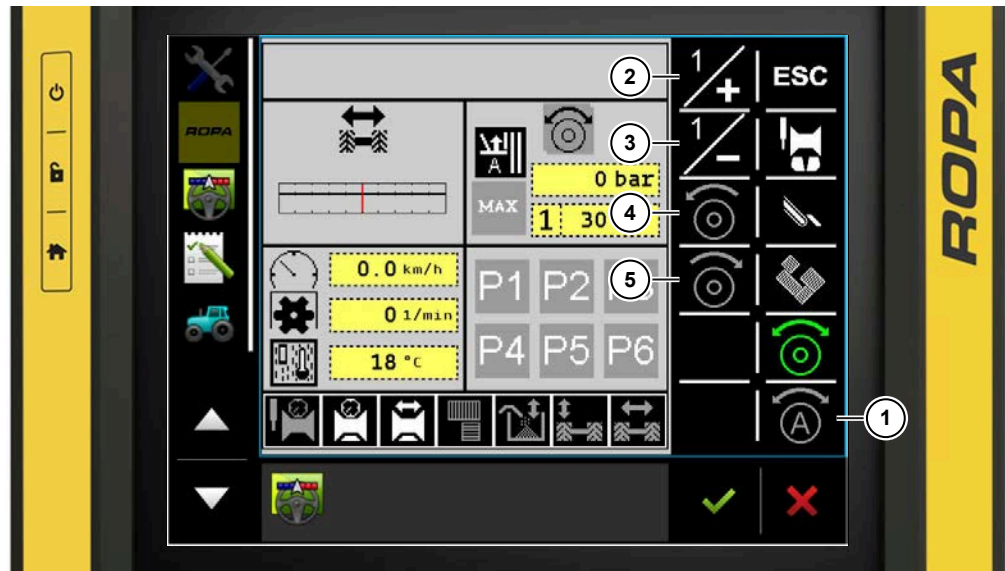 ROPA
2
1/+
ESC
3
1/-
A
0 bar
MAX
1 30
4
0.0 km/h
P1 P2
5
0 1/min
P4 P5 P6
18 °C
A
1
ROPA